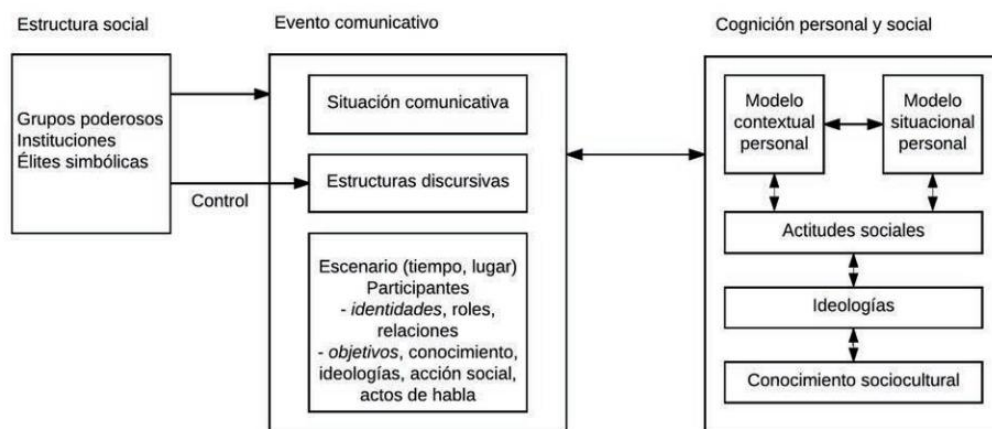 Estructura social
Grupos poderosos
Instituciones
Élites simbólicas
Control
Evento comunicativo
Situación comunicativa
Estructuras discursivas
Escenario (tiempo, lugar)
Participantes
- identidades, roles,
relaciones
- objetivos, conocimiento,
ideologías, acción social,
actos de habla
Cognición personal y social
Modelo
contextual
personal
Modelo
situacional
personal
Actitudes sociales
Ideologías
Conocimiento sociocultural